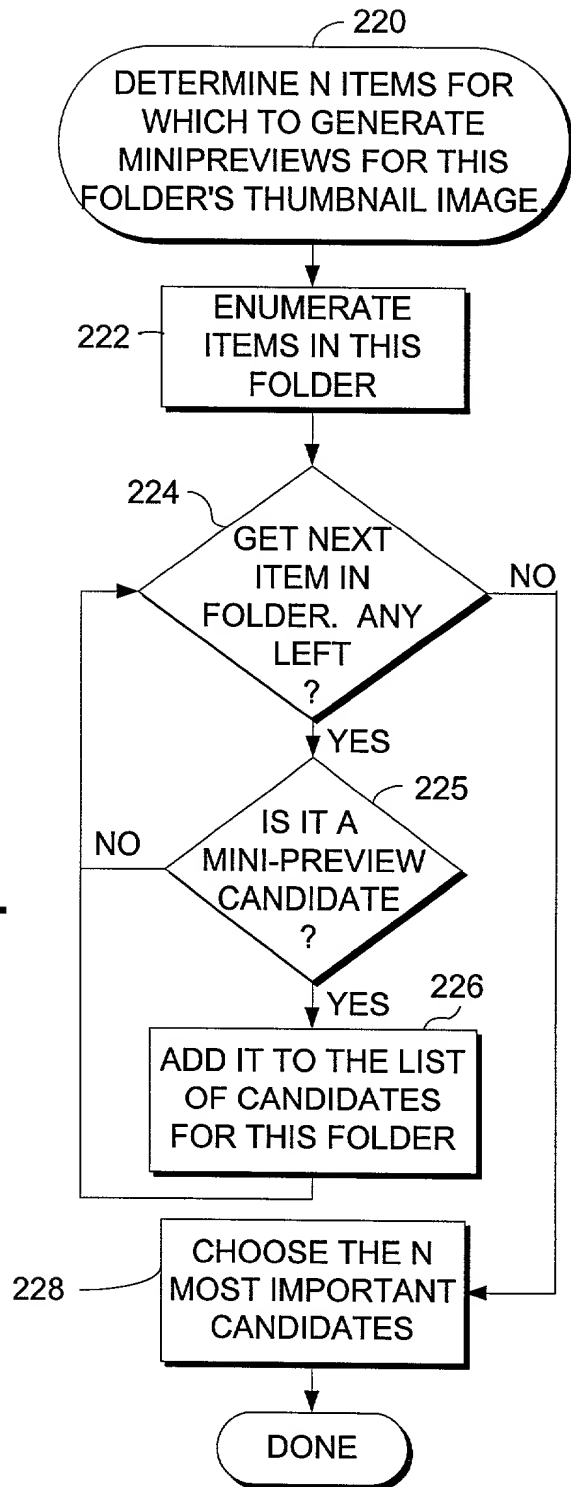 220
DETERMINE N ITEMS FOR
WHICH TO GENERATE
MINIPREVIEWS FOR THIS
FOLDER'S THUMBNAIL IMAGE.
222
ENUMERATE
ITEMS IN THIS
FOLDER
224
GET NEXT
ITEM IN
FOLDER. ANY
LEFT
?
NO
YES
225
IS IT A
MINI-PREVIEW
CANDIDATE
?
NO
YES
226
ADD IT TO THE LIST
OF CANDIDATES
FOR THIS FOLDER
228
CHOOSE THE N
MOST IMPORTANT
CANDIDATES
DONE